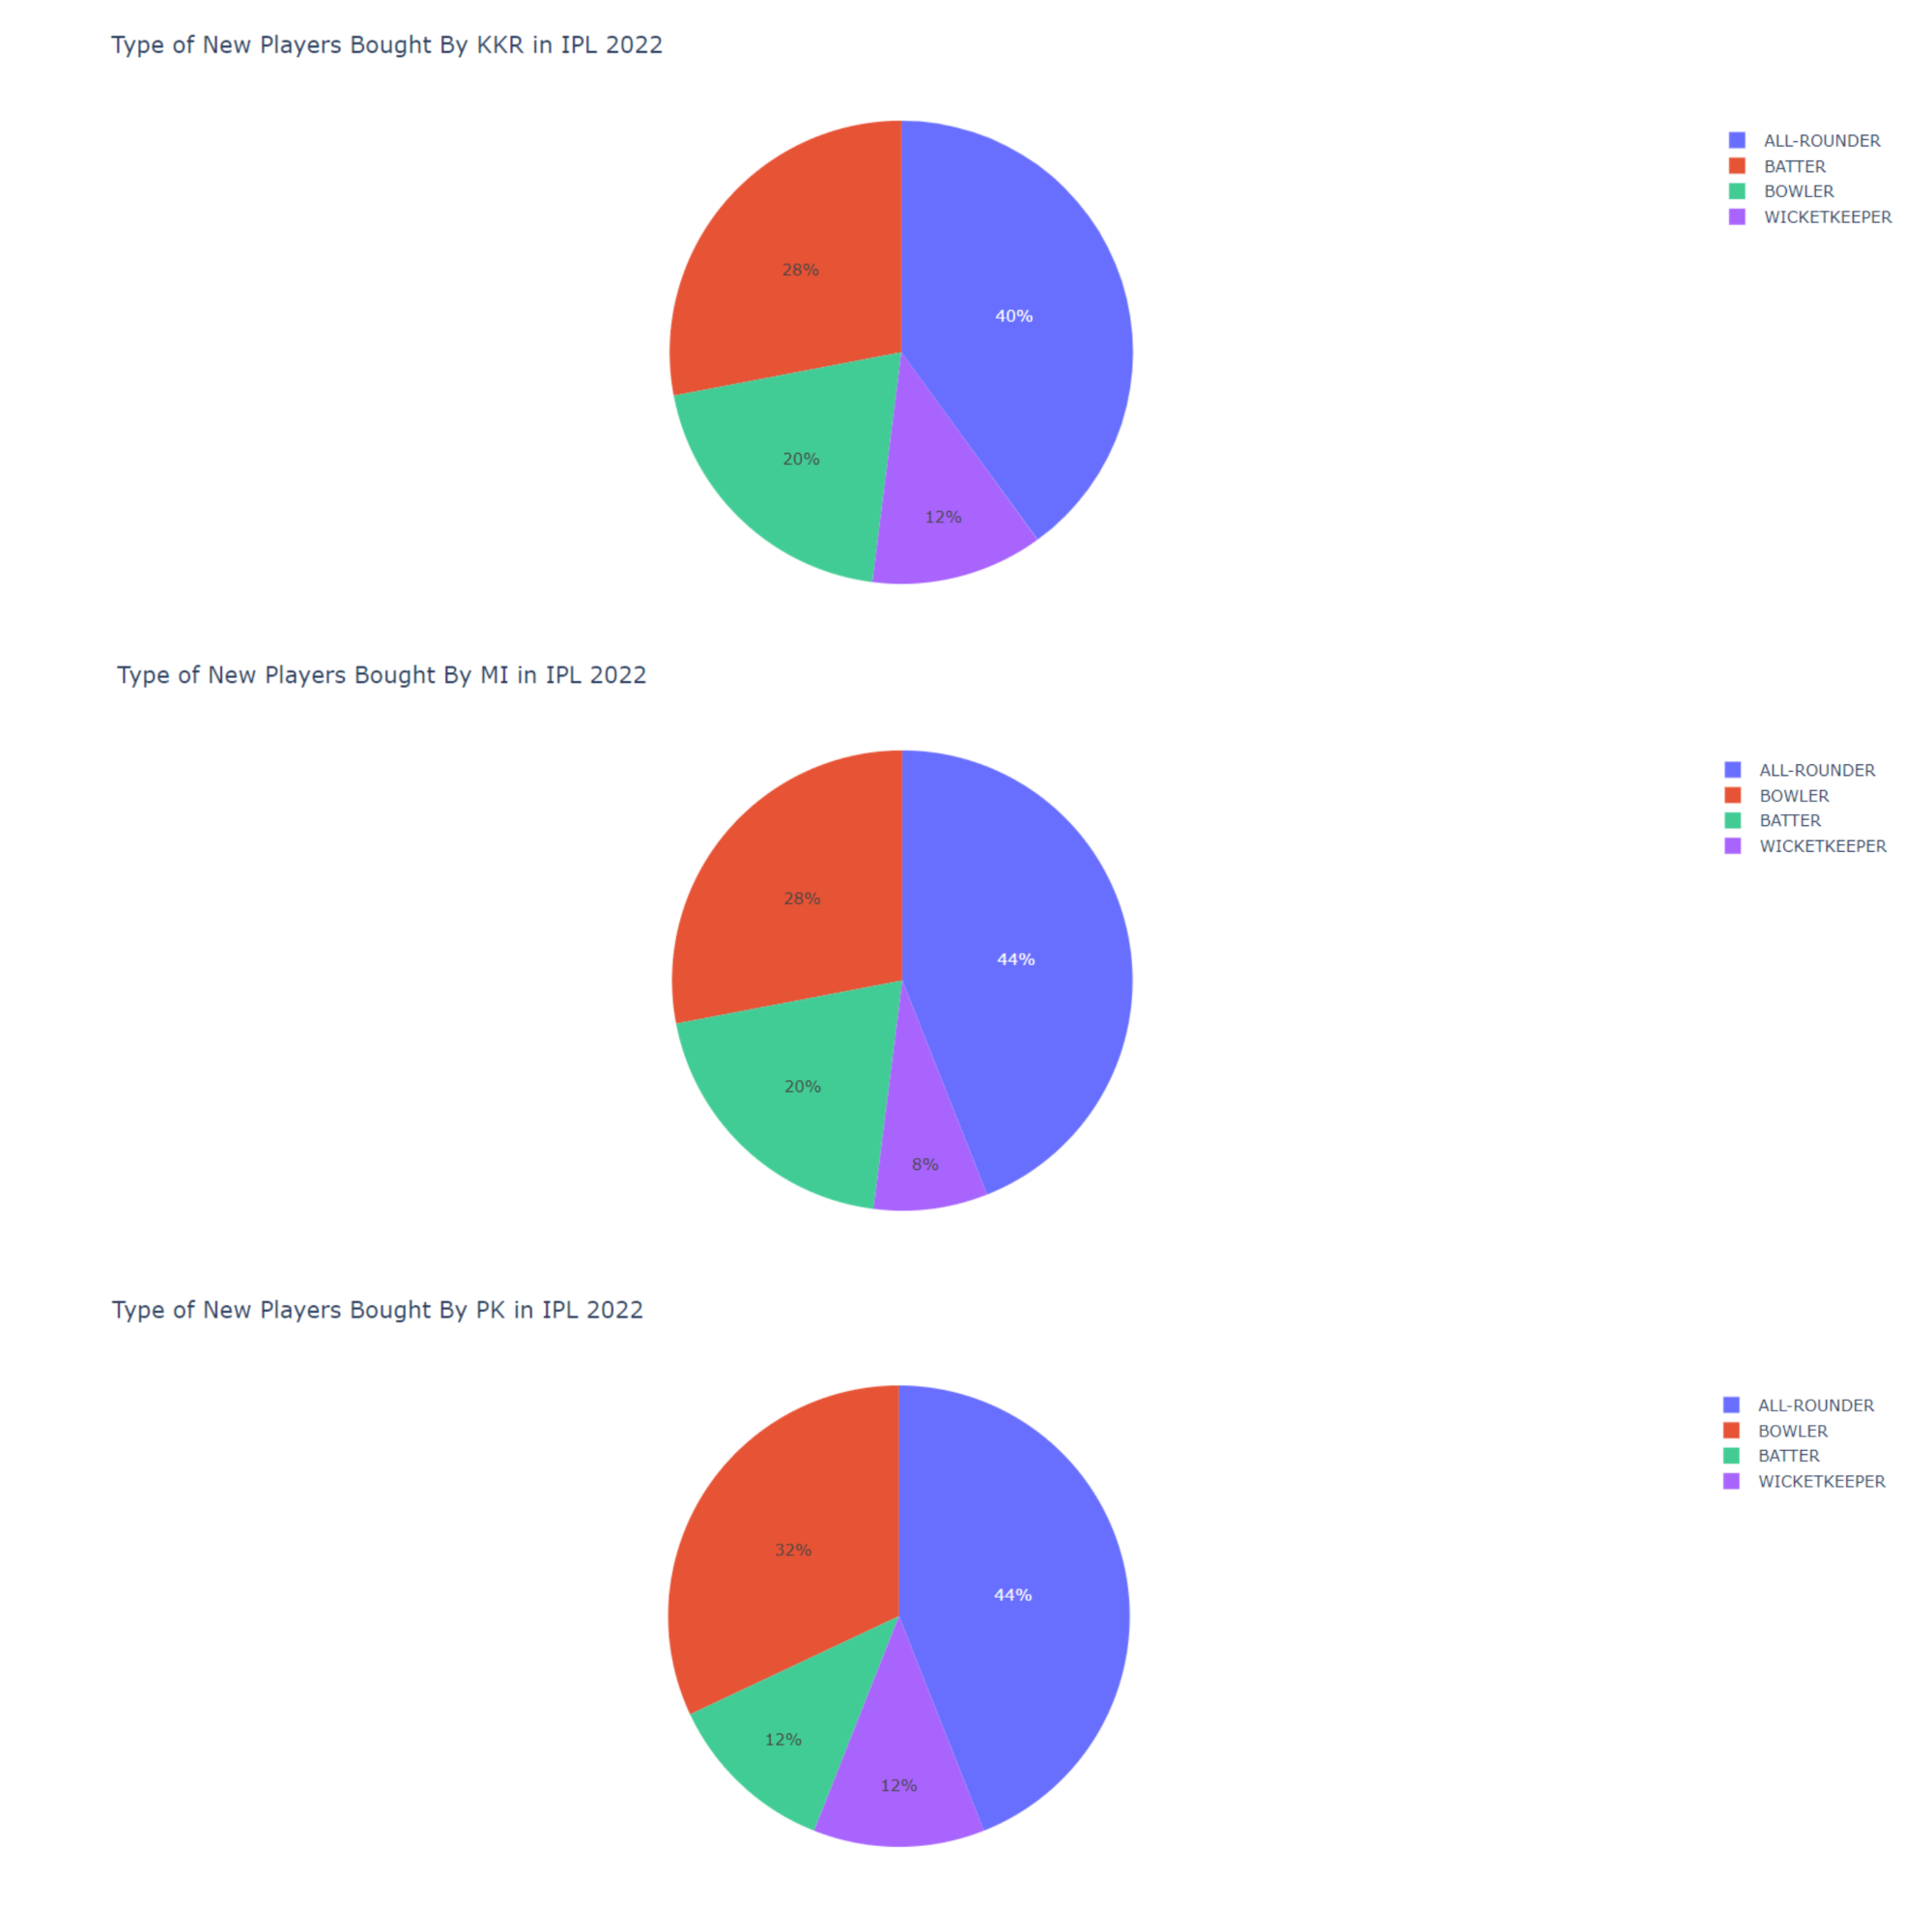 Type of New Players Bought By KKR in IPL 2022
ALL-ROUNDER
BATTER
BOWLER
WICKETKEEPER
28%
40%
20%
12%
Type of New Players Bought By MI in IPL 2022
ALL-ROUNDER
BOWLER
BATTER
WICKETKEEPER
28%
44%
20%
8%
Type of New Players Bought By PK in IPL 2022
ALL-ROUNDER
BOWLER
BATTER
WICKETKEEPER
32%
44%
12%
12%